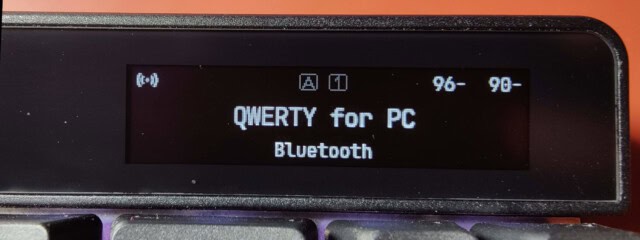 A 1 96- 90-
QWERTY for PC
Bluetooth